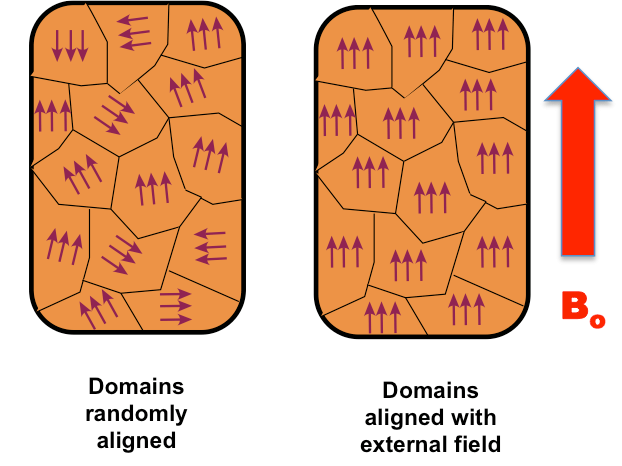 Domains
randomly
aligned
Domains
aligned with
external field
Bo